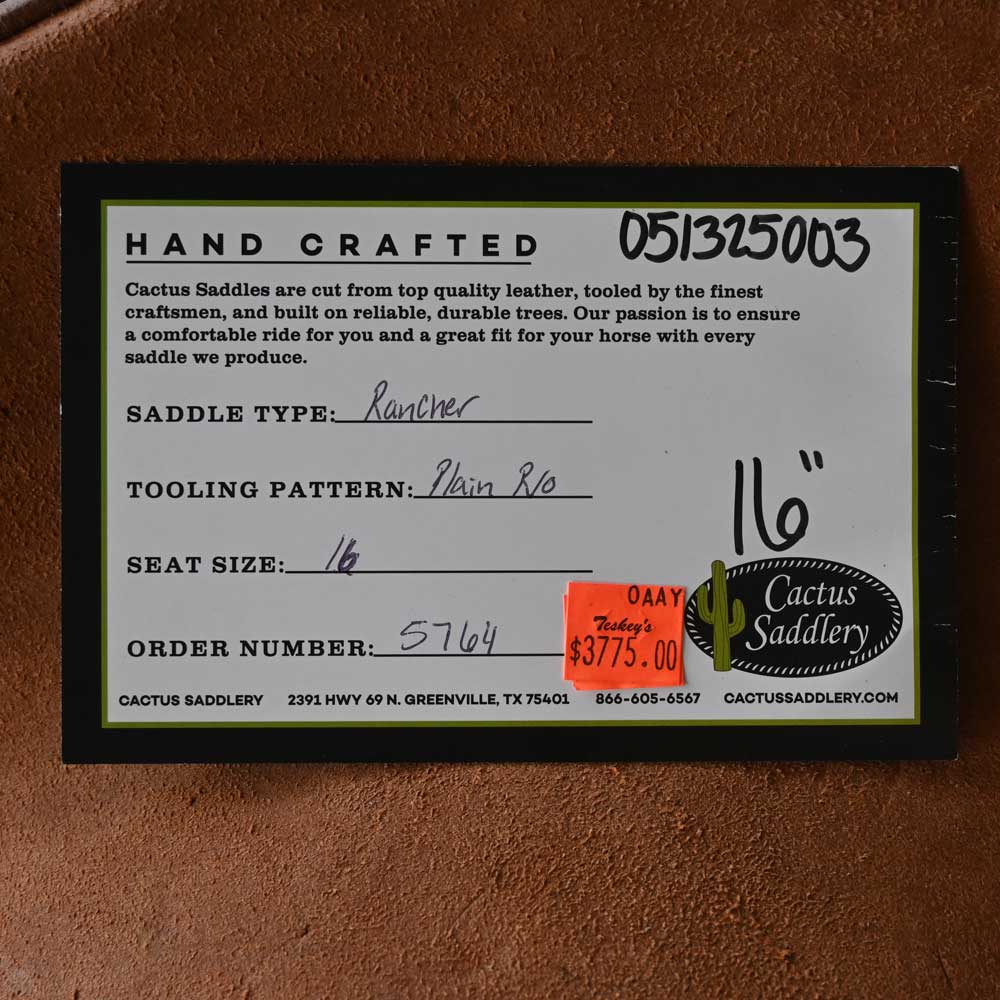 HAND CRAFTED
051325003
Cactus Saddles are cut from top quality leather, tooled by the finest
craftsmen, and built on reliable, durable trees. Our passion is to ensure
a comfortable ride for you and a great fit for your horse with every
saddle we produce.
SADDLE TYPE: Rancher
TOOLING PATTERN: Plain R/O
SEAT SIZE: 16
16"
ORDER NUMBER: 5764
OAAY
Teskey's
$3775.00
Cactus
Saddlery
CACTUS SADDLERY 2391 HWY 69 N. GREENVILLE, TX 75401 866-605-6567 CACTUSSADDLERY.COM